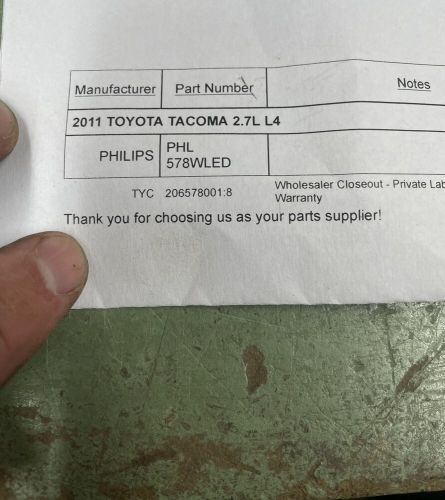 Manufacturer Part Number Notes
2011 TOYOTA TACOMA 2.7L L4
PHILIPS PHL
578WLED
TYC 206578001:8 Wholesaler Closeout - Private Lab
Warranty
Thank you for choosing us as your parts supplier!